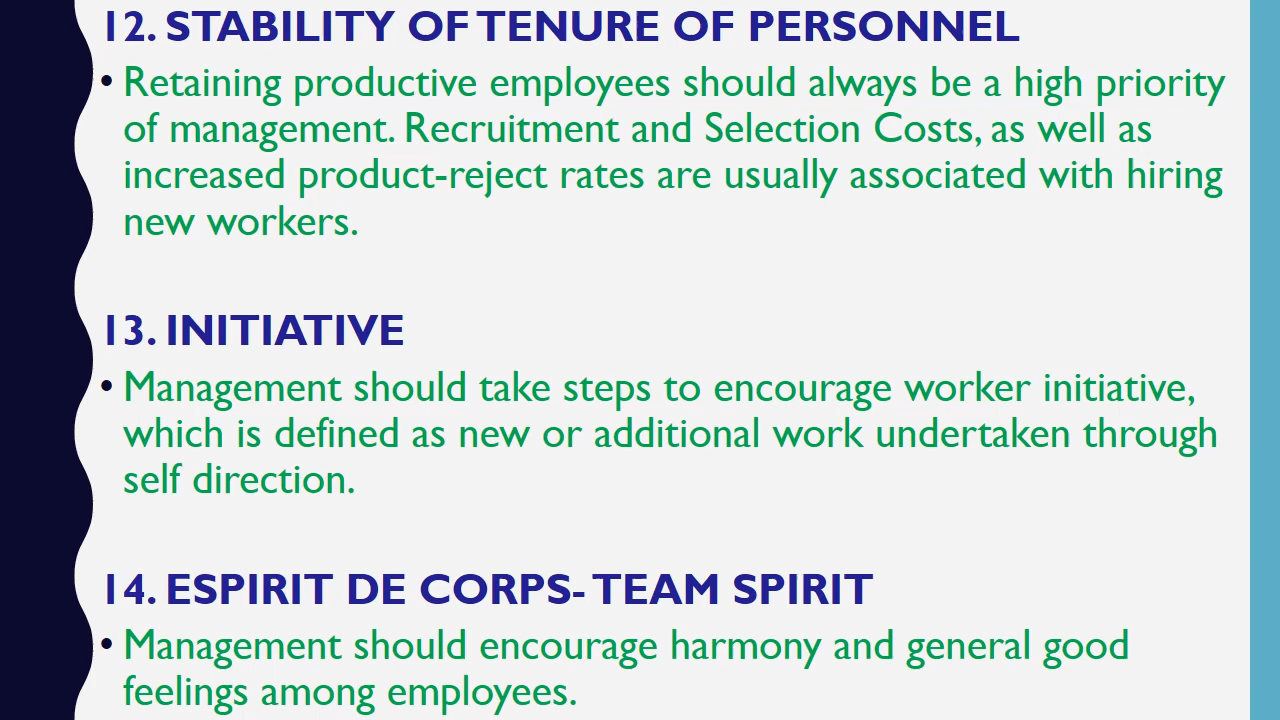 12. STABILITY OF TENURE OF PERSONNEL
• Retaining productive employees should always be a high priority
of management. Recruitment and Selection Costs, as well as
increased product-reject rates are usually associated with hiring
new workers.
13. INITIATIVE
• Management should take steps to encourage worker initiative,
which is defined as new or additional work undertaken through
self direction.
14. ESPIRIT DE CORPS- TEAM SPIRIT
• Management should encourage harmony and general good
feelings among employees.